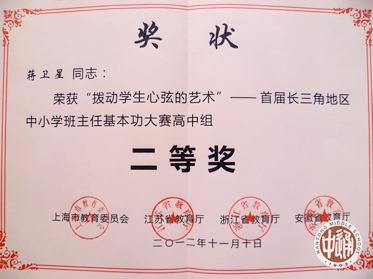 奖 状
蒋卫星 同志：
荣获“拨动学生心弦的艺术”——首届长三角地区
中小学班主任基本功大赛高中组
二等奖
上海市教育委员会 江苏省教育厅 浙江省教育厅 安徽省教育厅
二〇一二年十一月十日